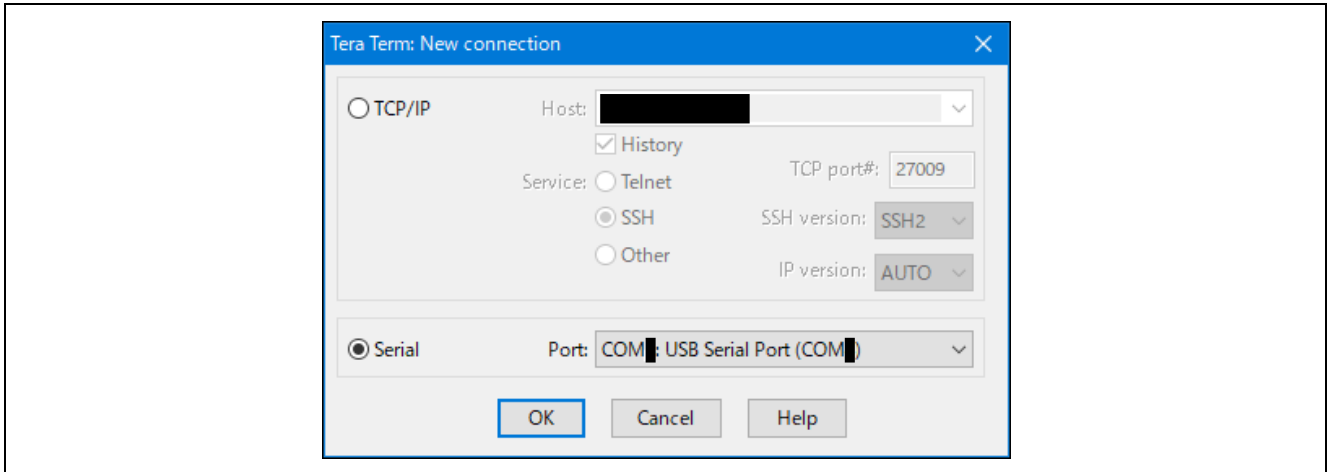 Tera Term: New connection
TCP/IP
Host:
History
Service:
Telnet
TCP port#: 27009
SSH
SSH version: SSH2
Other
IP version: AUTO
Serial
Port: COM : USB Serial Port (COM )
OK
Cancel
Help